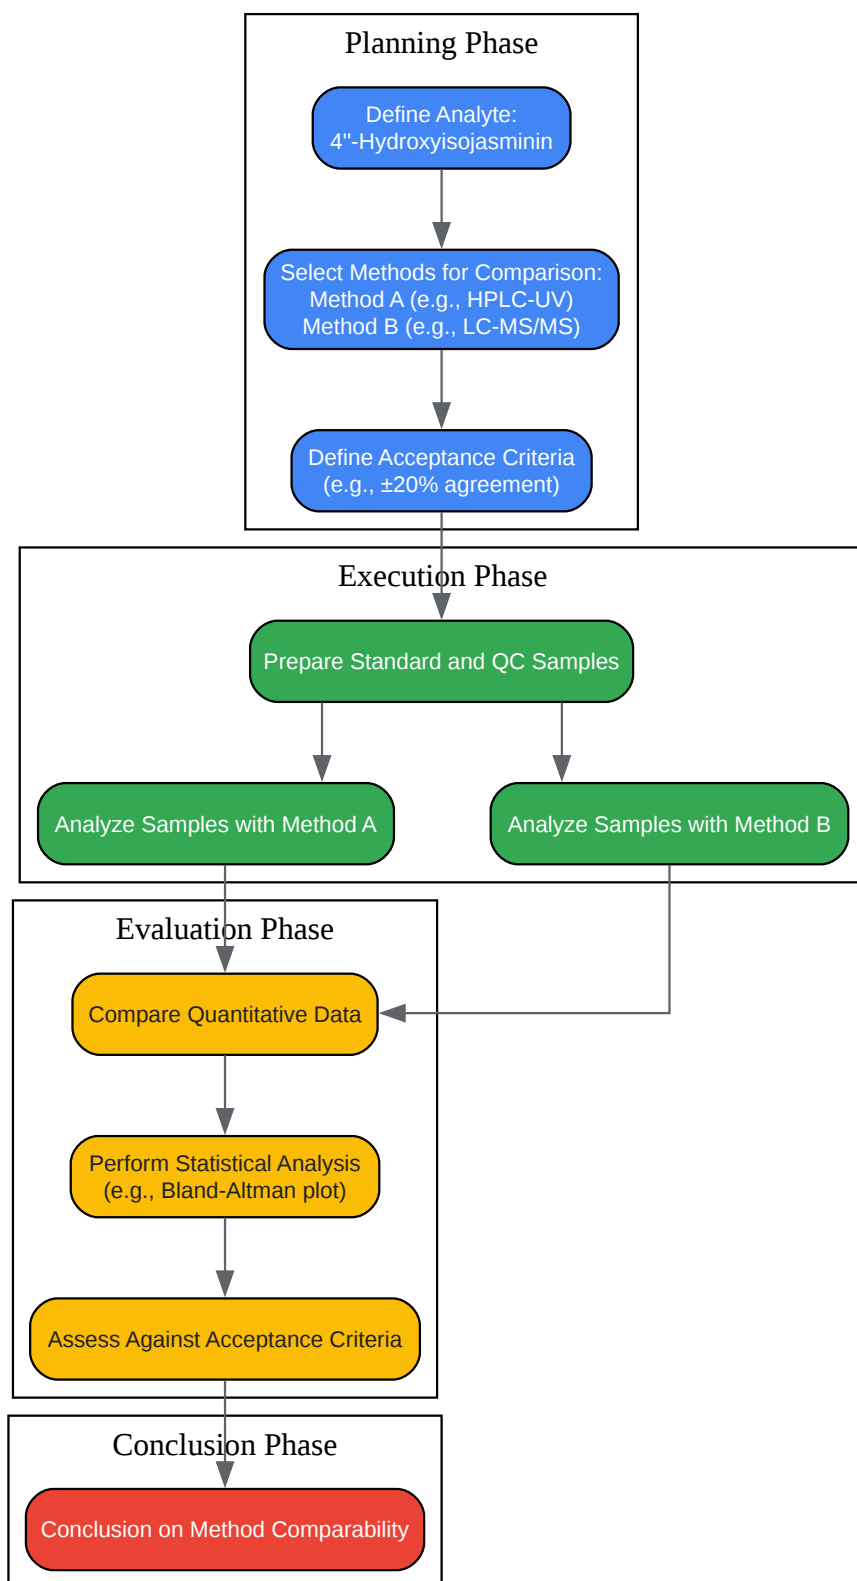 Planning Phase
Define Analyte:
4"-Hydroxyisojasminin
Select Methods for Comparison:
Method A (e.g., HPLC-UV)
Method B (e.g., LC-MS/MS)
Define Acceptance Criteria
(e.g., ±20% agreement)
Execution Phase
Prepare Standard and QC Samples
Analyze Samples with Method A
Analyze Samples with Method B
Evaluation Phase
Compare Quantitative Data
Perform Statistical Analysis
(e.g., Bland-Altman plot)
Assess Against Acceptance Criteria
Conclusion Phase
Conclusion on Method Comparability